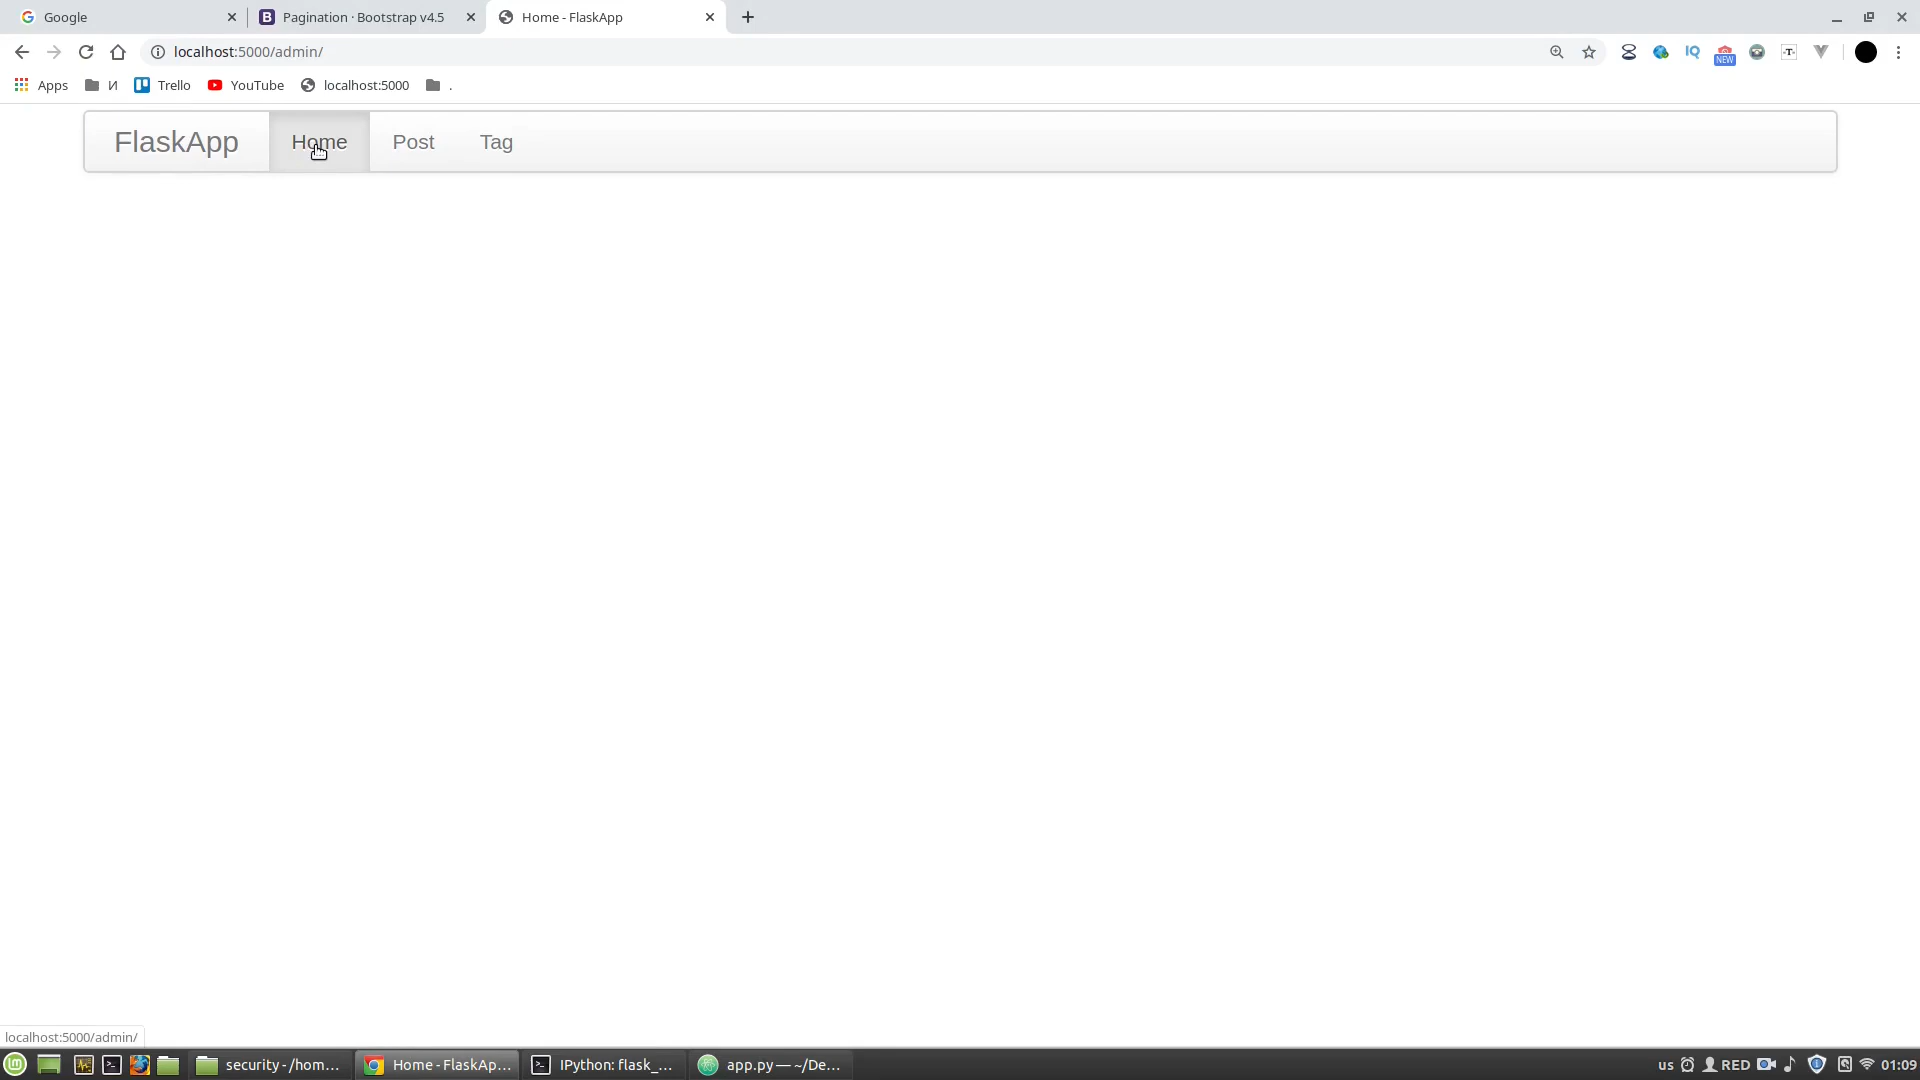 Google
Pagination · Bootstrap v4.5
Home - FlaskApp
localhost:5000/admin/
NEW
Apps
И
Trello
YouTube
localhost:5000
.
FlaskApp
Home
Post
Tag
localhost:5000/admin/
security - /hom...
Home - FlaskAp...
IPython: flask_...
app.py — ~/De...
us
RED
01:09